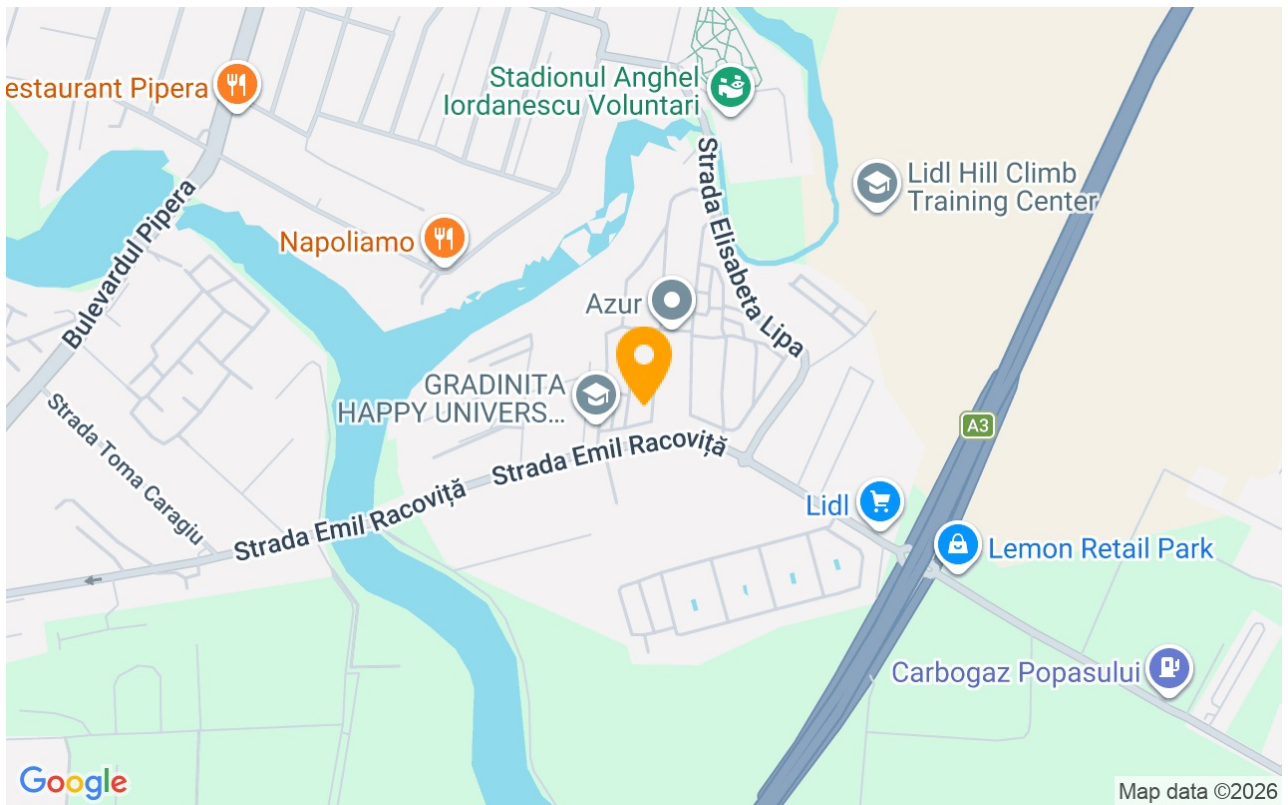 Stadionul Anghel
Iordanescu Voluntari
estaurant Pipera
Strada Elisabeta Lipa
Lidl Hill Climb
Training Center
Bulevardul Pipera
Napoliamo
Azur
GRADINITA
HAPPY UNIVERS...
A3
Strada Toma Caragiu
Strada Emil Racoviță
Strada Emil Racoviță
Lidl
Lemon Retail Park
Carbogaz Popasului
Google
Map data ©2026